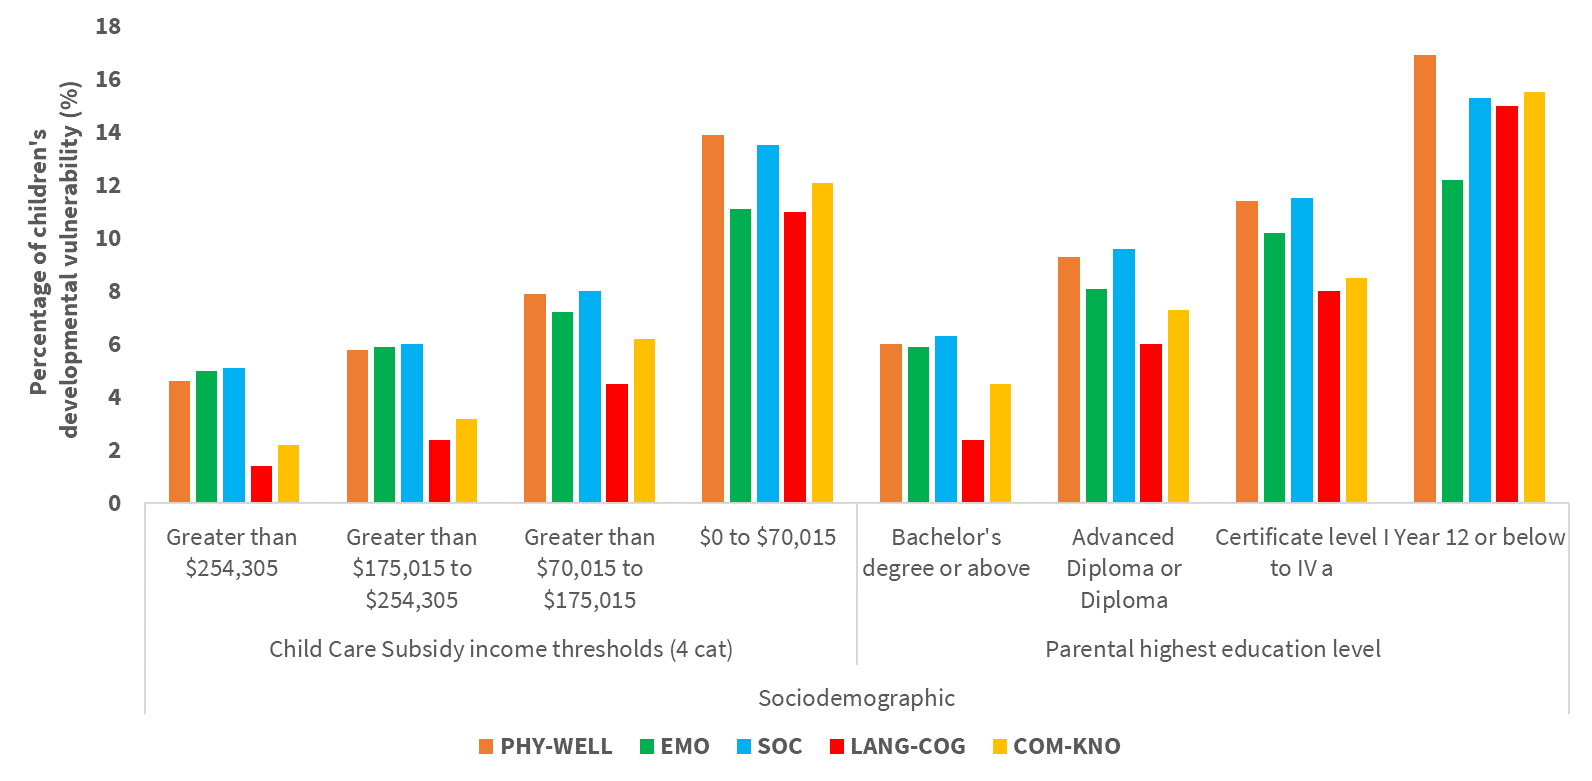 Percentage of children's
developmental vulnerability (%)
18
16
14
12
10
8
6
4
2
0
Greater than
$254,305
Greater than
$175,015 to
$254,305
Greater than
$70,015 to
$175,015
$0 to $70,015
Bachelor's
degree or above
Advanced
Diploma or
Diploma
Certificate level I
to IV a
Year 12 or below
Child Care Subsidy income thresholds (4 cat)
Parental highest education level
Sociodemographic
PHY-WELL
EMO
SOC
LANG-COG
COM-KNO